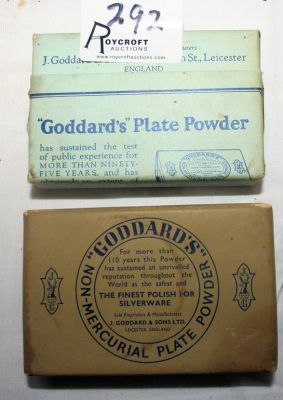 292
ROYCROFT
AUCTIONS
www.roycroftauctions.com
J. Goddard St., Leicester
ENGLAND
"Goddard's" Plate Powder
has sustained the test
of public experience for
MORE THAN NINETY-
FIVE YEARS, and has
"GODDARD'S"
NON-MERCURIAL PLATE POWDER
For more than
110 years this Powder
has sustained an unrivalled
reputation throughout the
World as the safest and
THE FINEST POLISH FOR
SILVERWARE
Sole Proprietors & Manufacturers
J. GODDARD & SONS LTD.
LEICESTER, ENGLAND